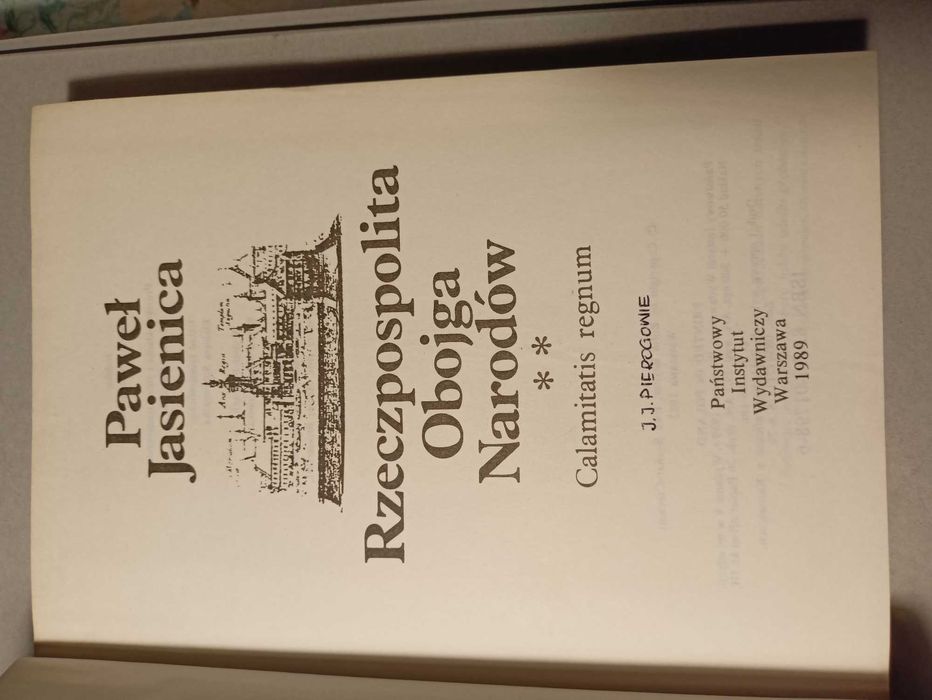 Paweł
Jasienica
Rzeczpospolita
Obojga
Narodów
* *
Calamitatis regnum
J.J. PIEROGOWIE
Państwowy
Instytut
Wydawniczy
Warszawa
1989